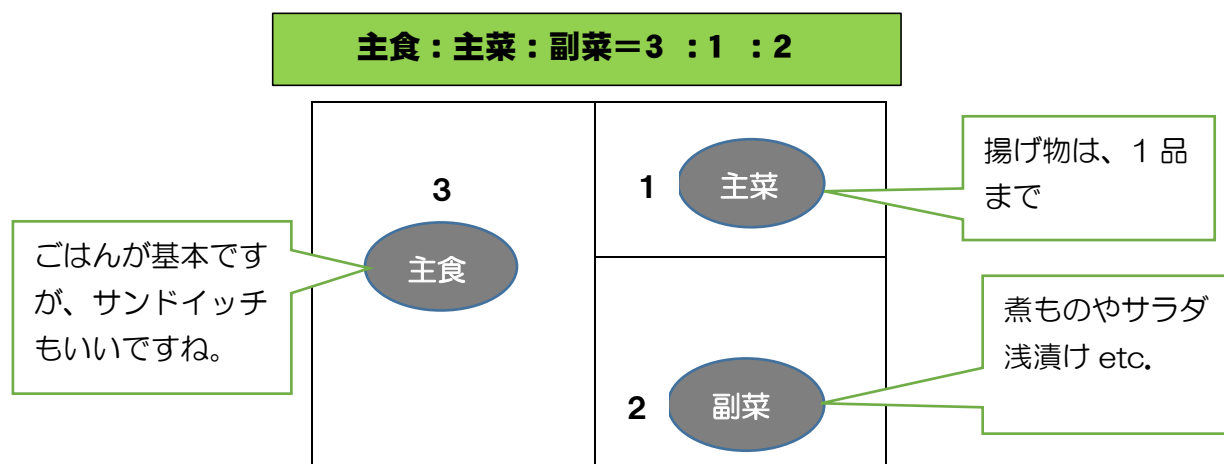 主食：主菜：副菜＝3 ：1 ：2
3
主食
ごはんが基本です
が、サンドイッチ
もいいですね。
1
主菜
揚げ物は、1 品
まで
2
副菜
煮ものやサラダ
浅漬け etc.